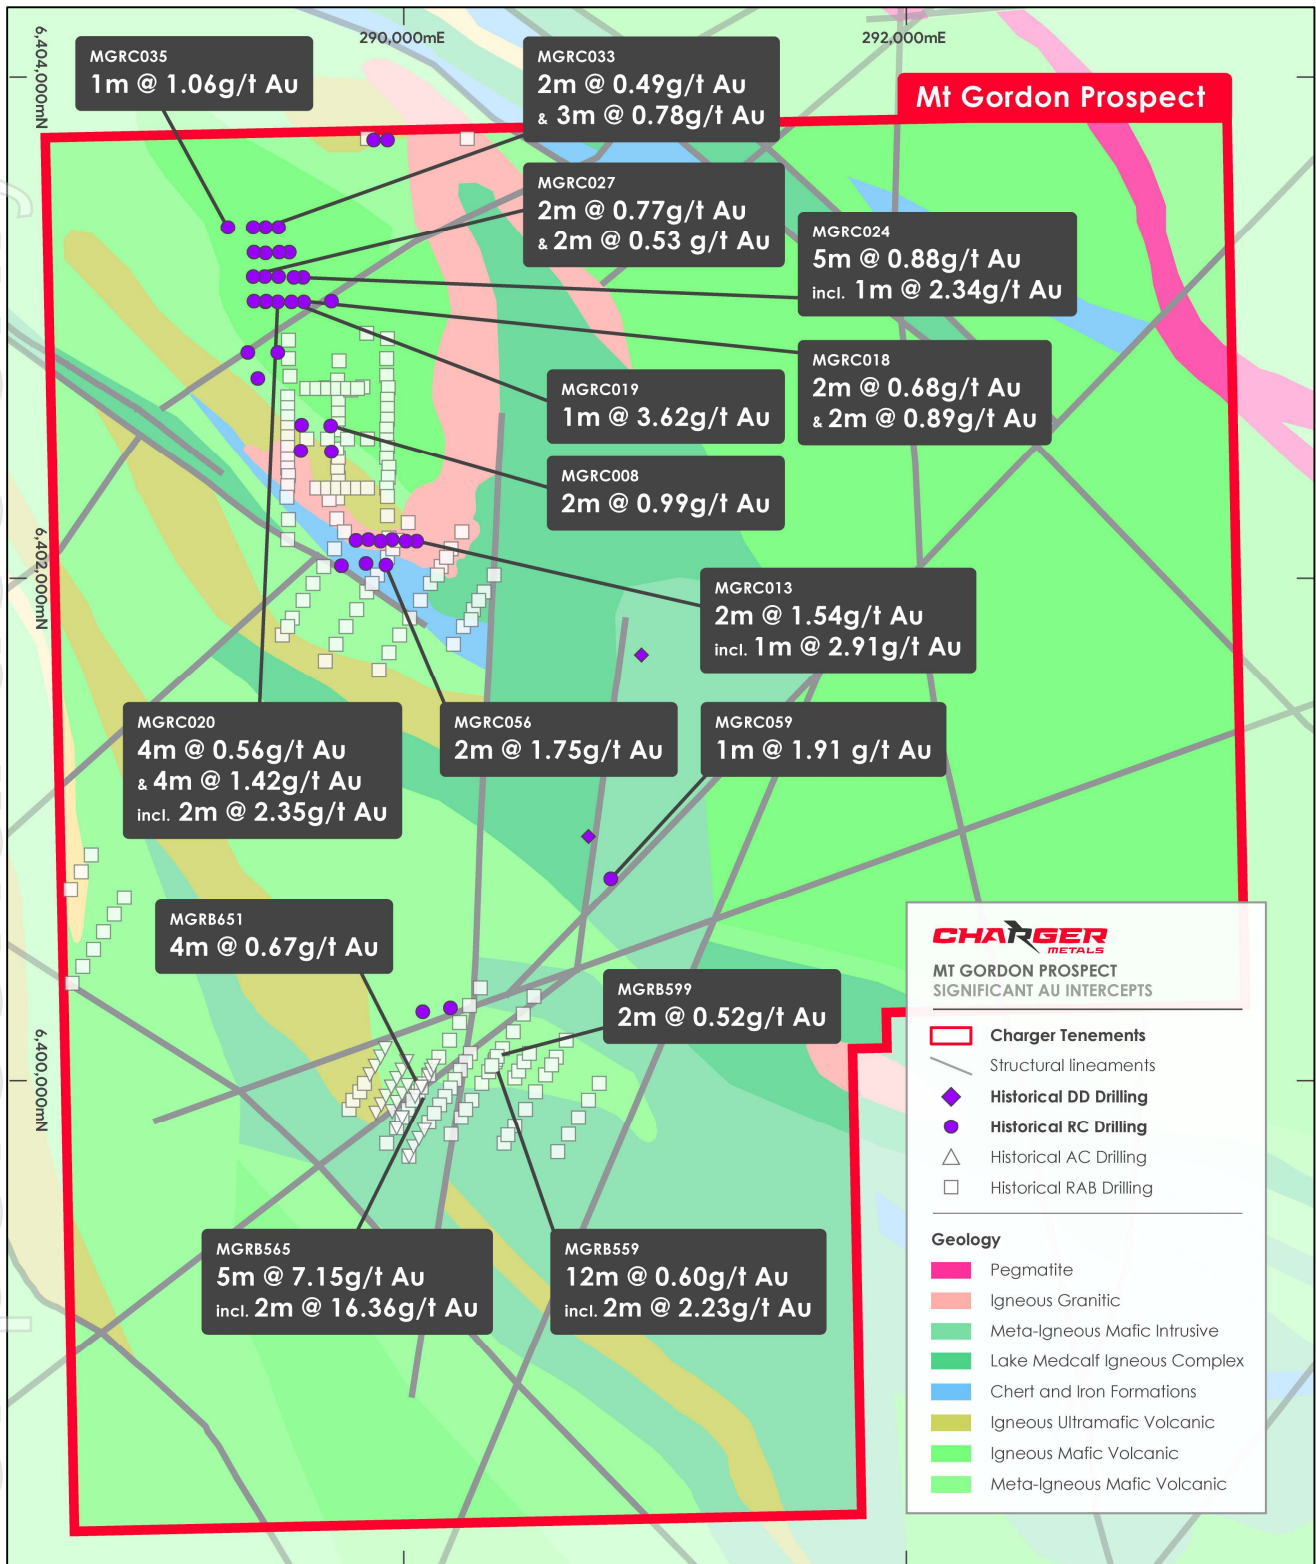 290,000mE
292,000mE
6,404,000mN
6,402,000mN
6,400,000mN
Mt Gordon Prospect
MGRC035
1m @ 1.06g/t Au
MGRC033
2m @ 0.49g/t Au
& 3m @ 0.78g/t Au
MGRC027
2m @ 0.77g/t Au
& 2m @ 0.53 g/t Au
MGRC024
5m @ 0.88g/t Au
incl. 1m @ 2.34g/t Au
MGRC018
2m @ 0.68g/t Au
& 2m @ 0.89g/t Au
MGRC019
1m @ 3.62g/t Au
MGRC008
2m @ 0.99g/t Au
MGRC013
2m @ 1.54g/t Au
incl. 1m @ 2.91g/t Au
MGRC020
4m @ 0.56g/t Au
& 4m @ 1.42g/t Au
incl. 2m @ 2.35g/t Au
MGRC056
2m @ 1.75g/t Au
MGRC059
1m @ 1.91 g/t Au
MGRB651
4m @ 0.67g/t Au
MGRB599
2m @ 0.52g/t Au
MGRB565
5m @ 7.15g/t Au
incl. 2m @ 16.36g/t Au
MGRB559
12m @ 0.60g/t Au
incl. 2m @ 2.23g/t Au
CHARGER
METALS
MT GORDON PROSPECT
SIGNIFICANT AU INTERCEPTS
Charger Tenements
Structural lineaments
Historical DD Drilling
Historical RC Drilling
Historical AC Drilling
Historical RAB Drilling
Geology
Pegmatite
Igneous Granitic
Meta-Igneous Mafic Intrusive
Lake Medcalf Igneous Complex
Chert and Iron Formations
Igneous Ultramafic Volcanic
Igneous Mafic Volcanic
Meta-Igneous Mafic Volcanic